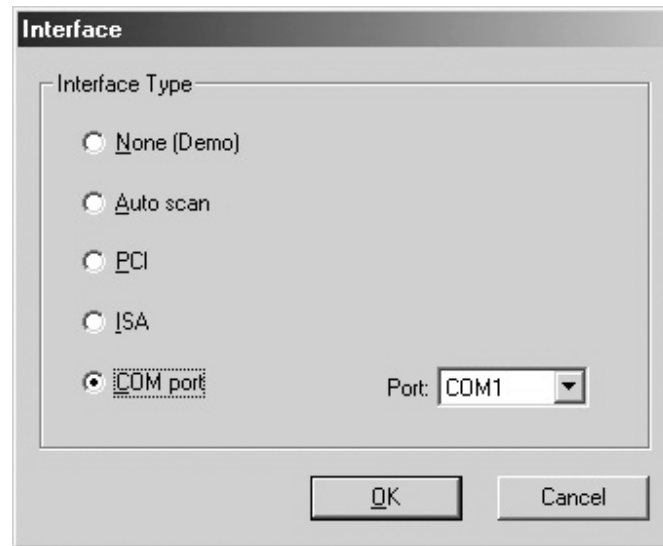 Interface
Interface Type
None (Demo)
Auto scan
PCI
ISA
COM port Port: COM1
OK Cancel